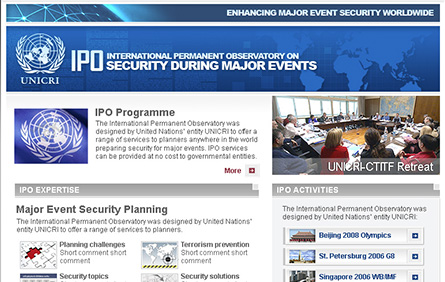 ENHANCING MAJOR EVENT SECURITY WORLDWIDE
UNICRI
IPO INTERNATIONAL PERMANENT OBSERVATORY ON
SECURITY DURING MAJOR EVENTS
IPO Programme
The International Permanent Observatory was
designed by United Nations' entity UNICRI to offer a
range of services to planners anywhere in the world
preparing security for major events. IPO services
can be provided at no cost to governmental entities.
More
UNICRI-CTITF Retreat
IPO EXPERTISE
Major Event Security Planning
The International Permanent Observatory was designed by United Nations'
entity UNICRI to offer a range of services to planners.
Planning challenges
Short comment short
comment
Terrorism prevention
Short comment short
comment
Security topics
Security solutions
IPO ACTIVITIES
The International Permanent Observatory was
designed by United Nations' entity UNICRI:
Beijing 2008 Olympics
St. Petersburg 2006 G8
Singapore 2006 WB/IMF